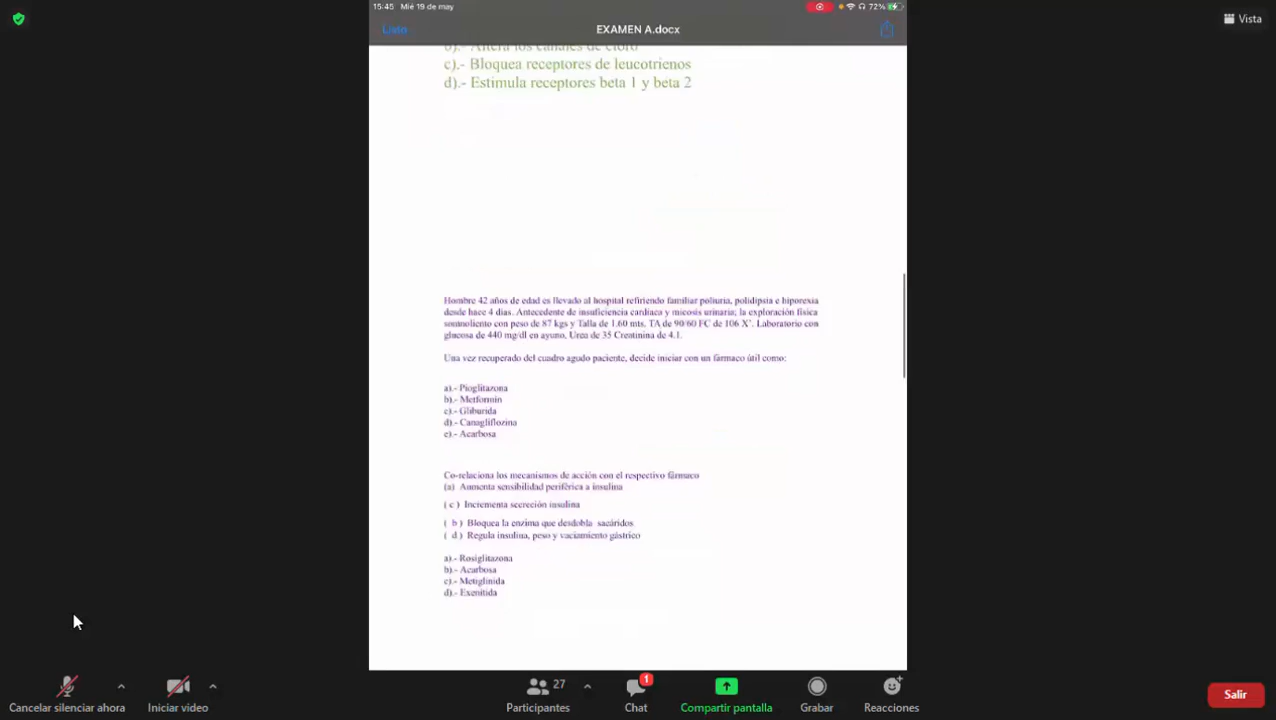 15:45 Mié 19 de may
72%
Vista
Listo
EXAMEN A.docx
b).- Altera los canales de cloro
c).- Bloquea receptores de leucotrienos
d).- Estimula receptores beta 1 y beta 2
Hombre 42 años de edad es llevado al hospital refiriendo familiar poliuria, polidipsia e hiporexia
desde hace 4 dias. Antecedente de insuficiencia cardiaca y micosis urinaria; la exploración física
somnoliento con peso de 87 kgs y Talla de 1.60 mts, TA de 90/60 FC de 106 X'. Laboratorio con
glucosa de 440 mg/dl en ayuno, Urea de 35 Creatinina de 4.1.
Una vez recuperado del cuadro agudo paciente, decide iniciar con un fármaco útil como:
a).- Pioglitazona
b).- Metformin
c).- Gliburida
d).- Canagliflozina
e).- Acarbosa
Co-relaciona los mecanismos de acción con el respectivo fármaco
(a) Aumenta sensibilidad periférica a insulina
( c ) Incrementa secreción insulina
( b ) Bloquea la enzima que desdobla sacáridos
( d ) Regula insulina, peso y vaciamiento gástrico
a).- Rosiglitazona
b).- Acarbosa
c).- Metiglinida
d).- Exenitida
27
1
Cancelar silenciar ahora
Iniciar video
Participantes
Chat
Compartir pantalla
Grabar
Reacciones
Salir